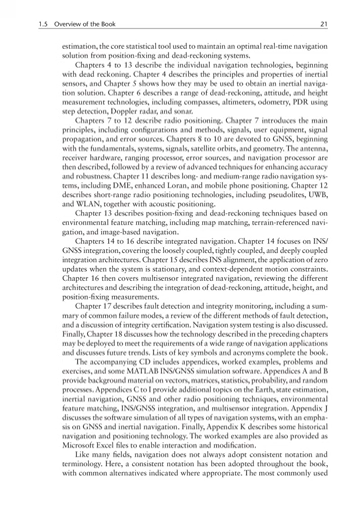 1.5 Overview of the Book 21
estimation, the core statistical tool used to maintain an optimal real-time navigation
solution from position-fixing and dead-reckoning systems.
Chapters 4 to 13 describe the individual navigation technologies, beginning
with dead reckoning. Chapter 4 describes the principles and properties of inertial
sensors, and Chapter 5 shows how they may be used to obtain an inertial naviga-
tion solution. Chapter 6 describes a range of dead-reckoning, attitude, and height
measurement technologies, including compasses, altimeters, odometry, PDR using
step detection, Doppler radar, and sonar.
Chapters 7 to 12 describe radio positioning. Chapter 7 introduces the main
principles, including configurations and methods, signals, user equipment, signal
propagation, and error sources. Chapters 8 to 10 are devoted to GNSS, beginning
with the fundamentals, systems, signals, satellite orbits, and geometry. The antenna,
receiver hardware, ranging processor, error sources, and navigation processor are
then described, followed by a review of advanced techniques for enhancing accuracy
and robustness. Chapter 11 describes long- and medium-range radio navigation sys-
tems, including DME, enhanced Loran, and mobile phone positioning. Chapter 12
describes short-range radio positioning technologies, including pseudolites, UWB,
and WLAN, together with acoustic positioning.
Chapter 13 describes position-fixing and dead-reckoning techniques based on
environmental feature matching, including map matching, terrain-referenced navi-
gation, and image-based navigation.
Chapters 14 to 16 describe integrated navigation. Chapter 14 focuses on INS/
GNSS integration, covering the loosely coupled, tightly coupled, and deeply coupled
integration architectures. Chapter 15 describes INS alignment, the application of zero
updates when the system is stationary, and context-dependent motion constraints.
Chapter 16 then covers multisensor integrated navigation, reviewing the different
architectures and describing the integration of dead-reckoning, attitude, height, and
position-fixing measurements.
Chapter 17 describes fault detection and integrity monitoring, including a sum-
mary of common failure modes, a review of the different methods of fault detection,
and a discussion of integrity certification. Navigation system testing is also discussed.
Finally, Chapter 18 discusses how the technology described in the preceding chapters
may be deployed to meet the requirements of a wide range of navigation applications
and discusses future trends. Lists of key symbols and acronyms complete the book.
The accompanying CD includes appendices, worked examples, problems and
exercises, and some MATLAB INS/GNSS simulation software. Appendices A and B
provide background material on vectors, matrices, statistics, probability, and random
processes. Appendices C to I provide additional topics on the Earth, state estimation,
inertial navigation, GNSS and other radio positioning techniques, environmental
feature matching, INS/GNSS integration, and multisensor integration. Appendix J
discusses the software simulation of all types of navigation systems, with an empha-
sis on GNSS and inertial navigation. Finally, Appendix K describes some historical
navigation and positioning technology. The worked examples are also provided as
Microsoft Excel files to enable interaction and modification.
Like many fields, navigation does not always adopt consistent notation and
terminology. Here, a consistent notation has been adopted throughout the book,
with common alternatives indicated where appropriate. The most commonly used